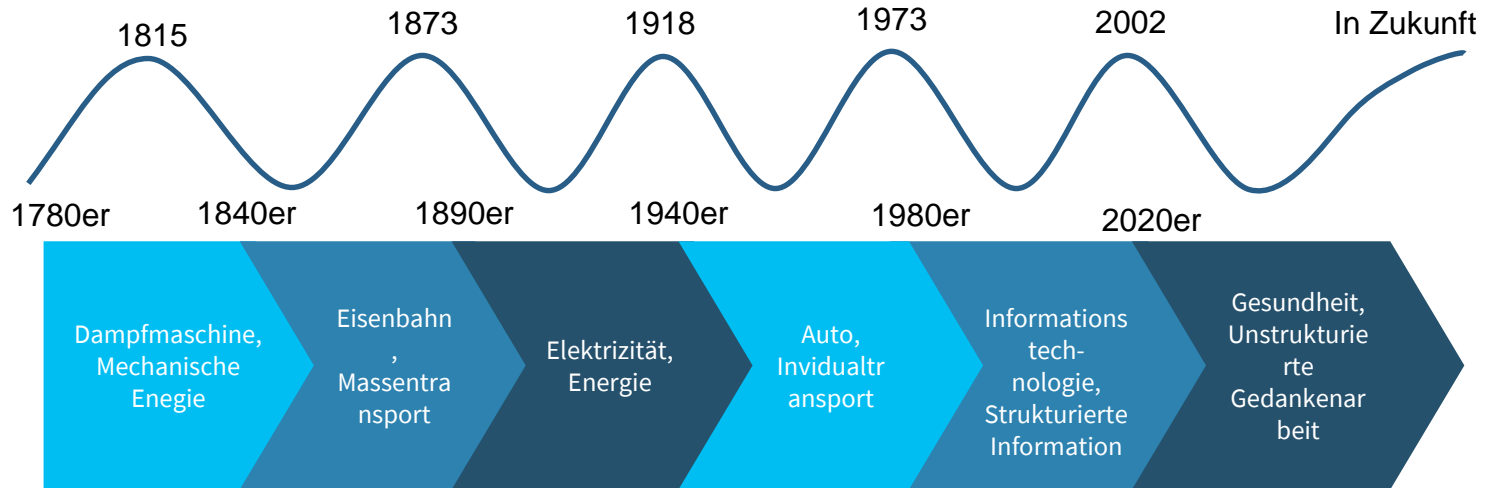 1815
1873
1918
1973
2002
In Zukunft
1780er
1840er
1890er
1940er
1980er
2020er
Dampfmaschine,
Mechanische
Enegie
Eisenbahn
,
Massentra
nsport
Elektrizität,
Energie
Auto,
Invidualtr
ansport
Informations
tech-
nologie,
Strukturierte
Information
Gesundheit,
Unstrukturie
rte
Gedankenar
beit